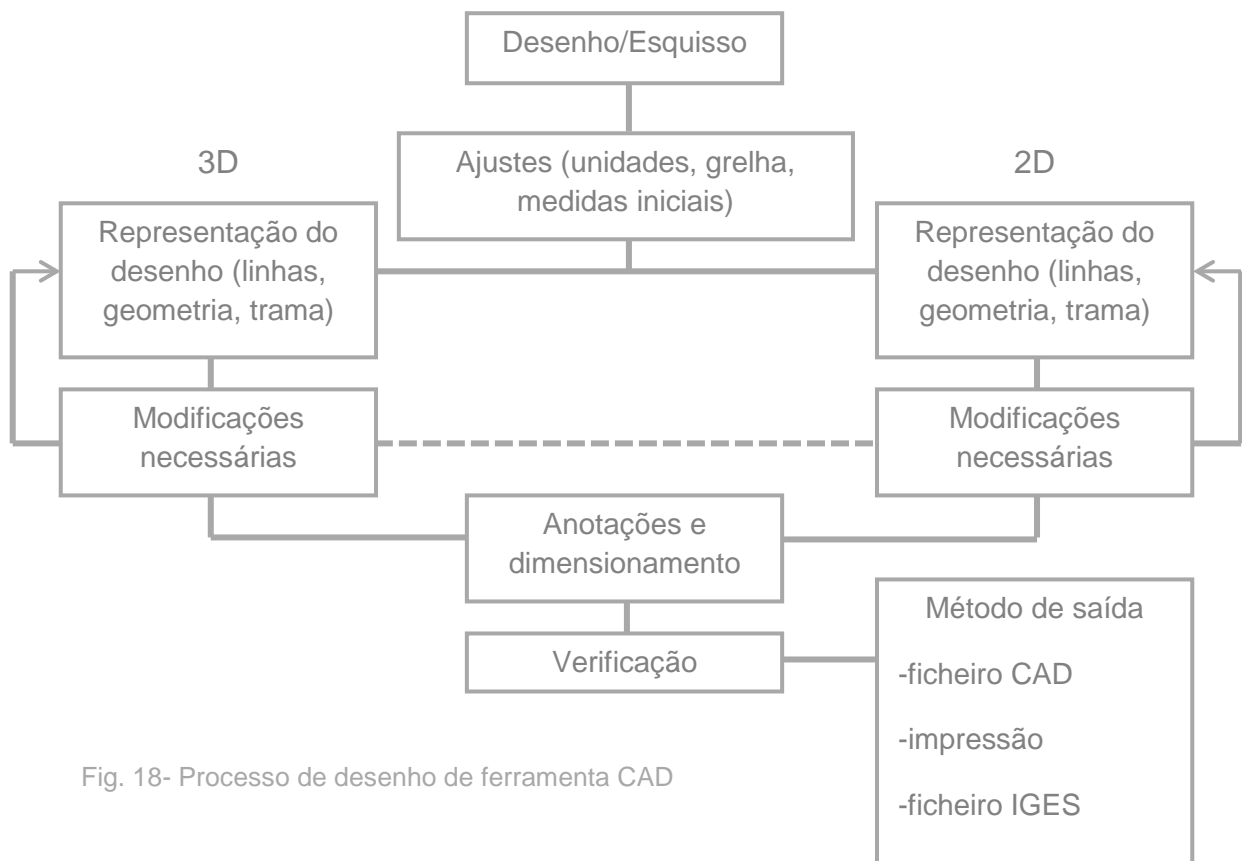 Desenho/Esquisso
Ajustes (unidades, grelha,
medidas iniciais)
3D
2D
Representação do
desenho (linhas,
geometria, trama)
Representação do
desenho (linhas,
geometria, trama)
Modificações
necessárias
Modificações
necessárias
Anotações e
dimensionamento
Verificação
Método de saída
-ficheiro CAD
-impressão
-ficheiro IGES
Fig. 18- Processo de desenho de ferramenta CAD